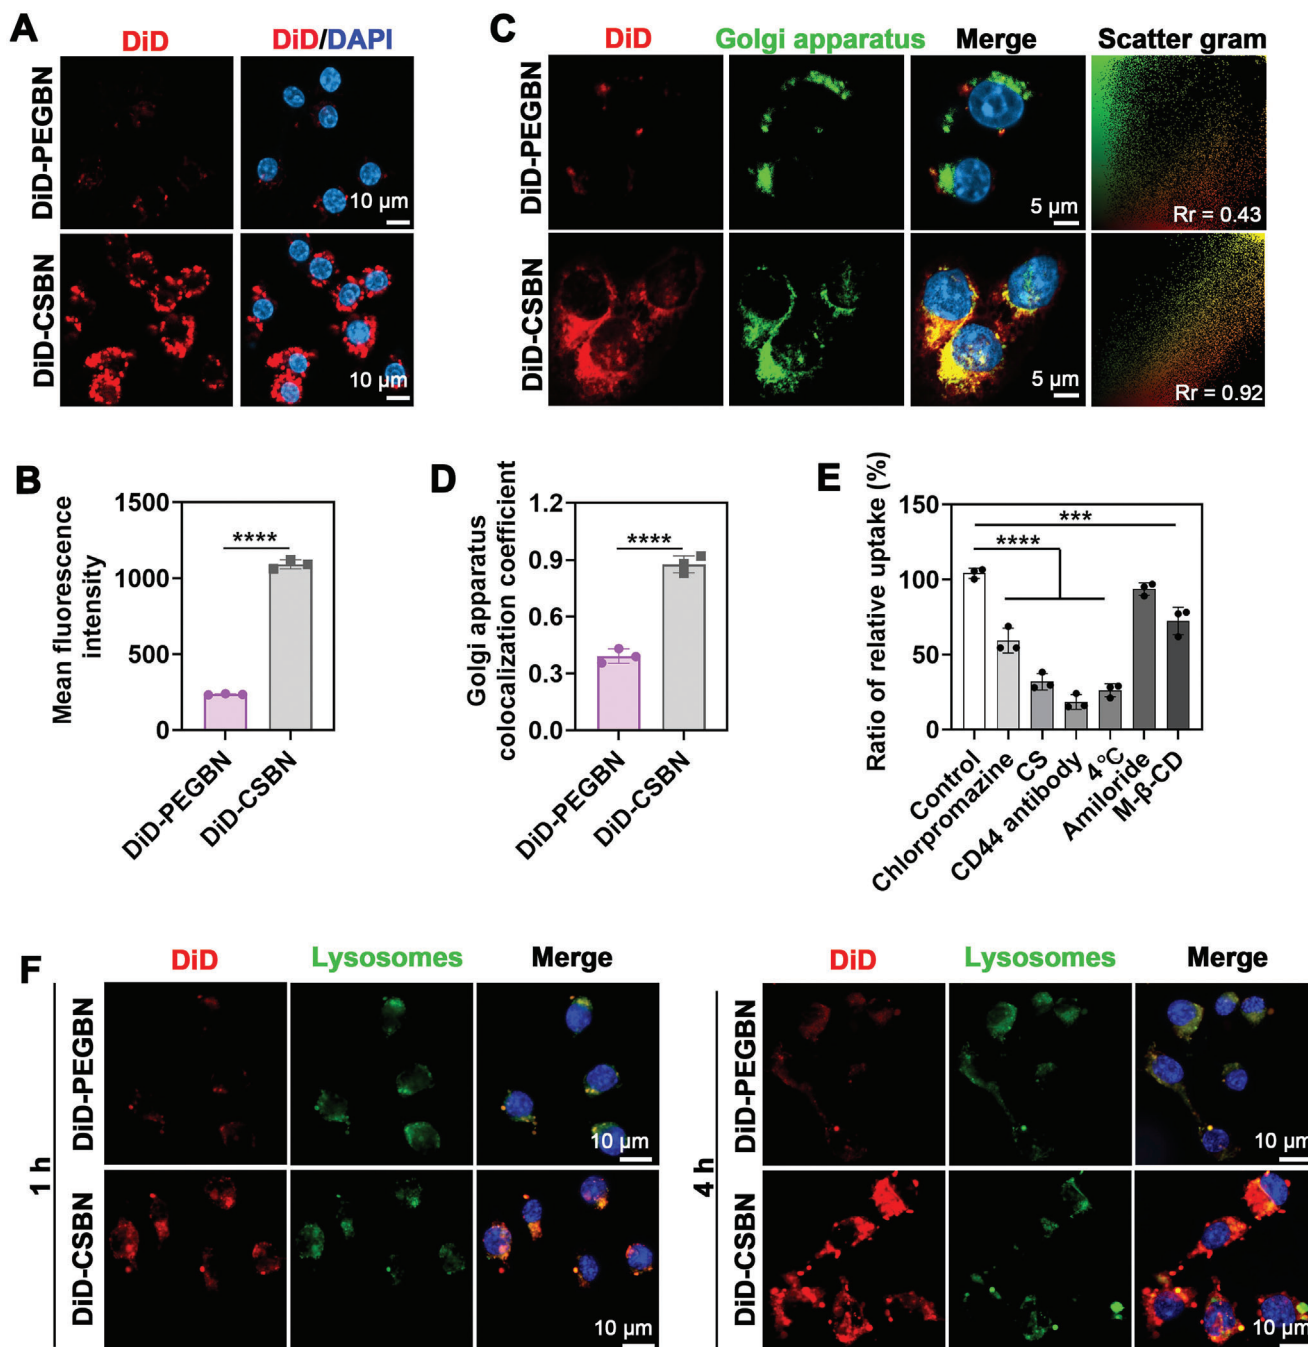 A
DiD
DiD/DAPI
DiD-PEGBN
10 μm
DiD-CSBN
10 μm
C
DiD
Golgi apparatus
Merge
Scatter gram
DiD-PEGBN
5 μm
Rr = 0.43
DiD-CSBN
5 μm
Rr = 0.92
B
Mean fluorescence
intensity
1500
1000
500
0
****
DiD-PEGBN
DiD-CSBN
D
Golgi apparatus
colocalization coefficient
1.2
0.9
0.6
0.3
0.0
****
DiD-PEGBN
DiD-CSBN
E
Ratio of relative uptake (%)
150
100
50
0
***
****
Control
Chlorpromazine
CS
CD44 antibody
4℃
Amiloride
M-β-CD
F
1 h
DiD
Lysosomes
Merge
DiD-PEGBN
10 μm
DiD-CSBN
10 μm
4 h
DiD
Lysosomes
Merge
DiD-PEGBN
10 μm
DiD-CSBN
10 μm